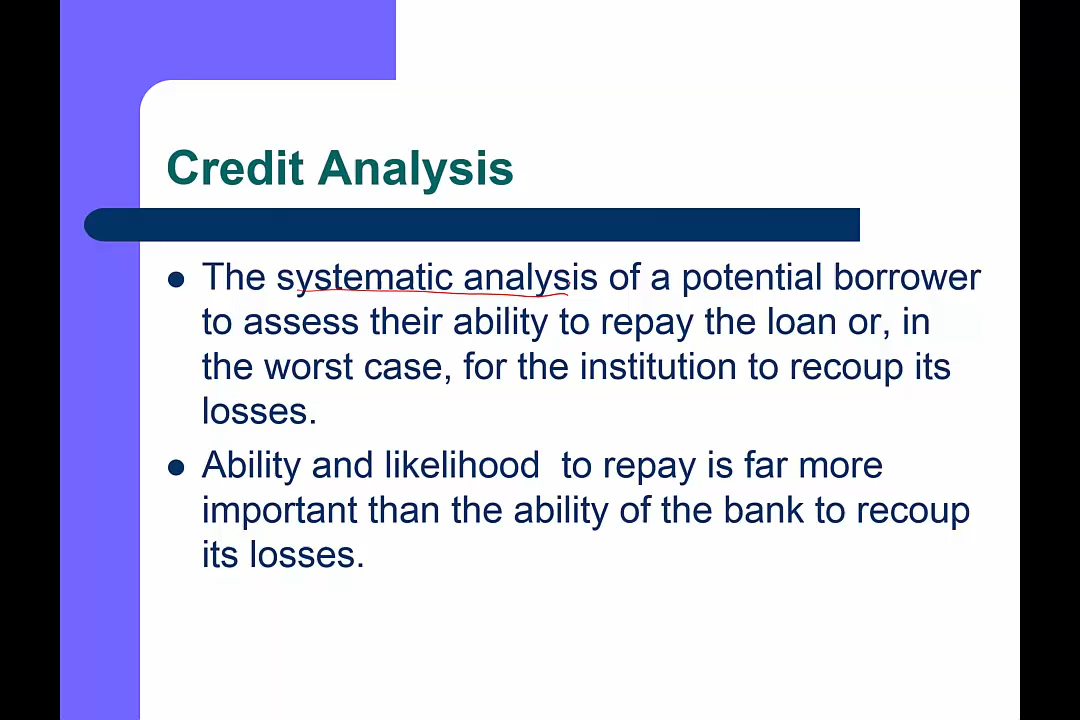 Credit Analysis
The systematic analysis of a potential borrower
to assess their ability to repay the loan or, in
the worst case, for the institution to recoup its
losses.
Ability and likelihood  to repay is far more
important than the ability of the bank to recoup
its losses.